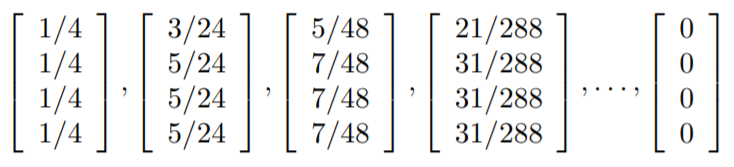 [1/4 3/24 5/48 21/288 0]
[1/4 5/24 7/48 31/288 0]
[1/4 5/24 7/48 31/288 0]
[1/4 , 5/24 , 7/48 , 31/288 , . . . , 0]